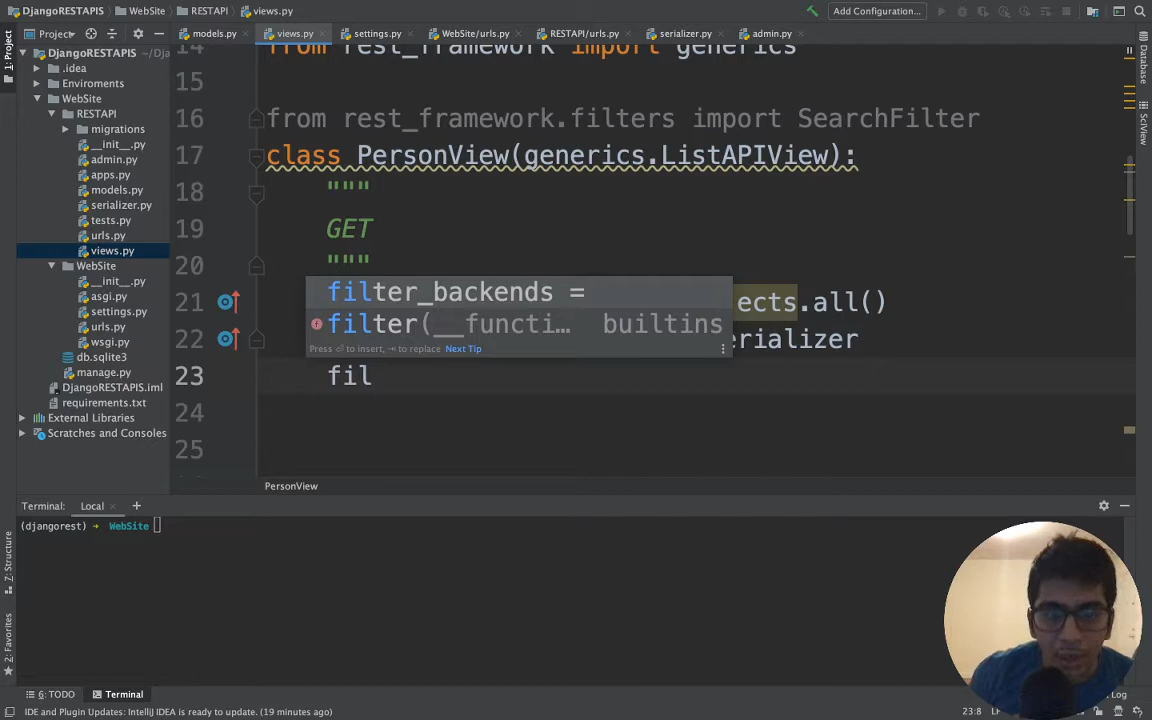 DjangoRESTAPIS
WebSite
RESTAPI
views.py
Add Configuration...
Project
models.py
views.py
settings.py
WebSite/urls.py
RESTAPI/urls.py
serializer.py
admin.py
1: Project
DjangoRESTAPIS
.idea
Enviroments
WebSite
RESTAPI
migrations
__init__.py
admin.py
apps.py
models.py
serializer.py
tests.py
urls.py
views.py
WebSite
__init__.py
asgi.py
settings.py
urls.py
wsgi.py
db.sqlite3
manage.py
DjangoRESTAPIS.iml
requirements.txt
External Libraries
Scratches and Consoles
14 from rest_framework import generics
15
16 from rest_framework.filters import SearchFilter
17 class PersonView(generics.ListAPIView):
18 """
19 GET
20 """
21 ects.all()
22 erializer
23 fil
24
25
filter_backends =
filter(__functi... builtins
Press ⏎ to insert, ⇥ to replace Next Tip
PersonView
Database
SciView
Terminal: Local
(djangorest) → WebSite
7: Structure
2: Favorites
6: TODO
Terminal
Log
IDE and Plugin Updates: IntelliJ IDEA is ready to update. (19 minutes ago)
23:8